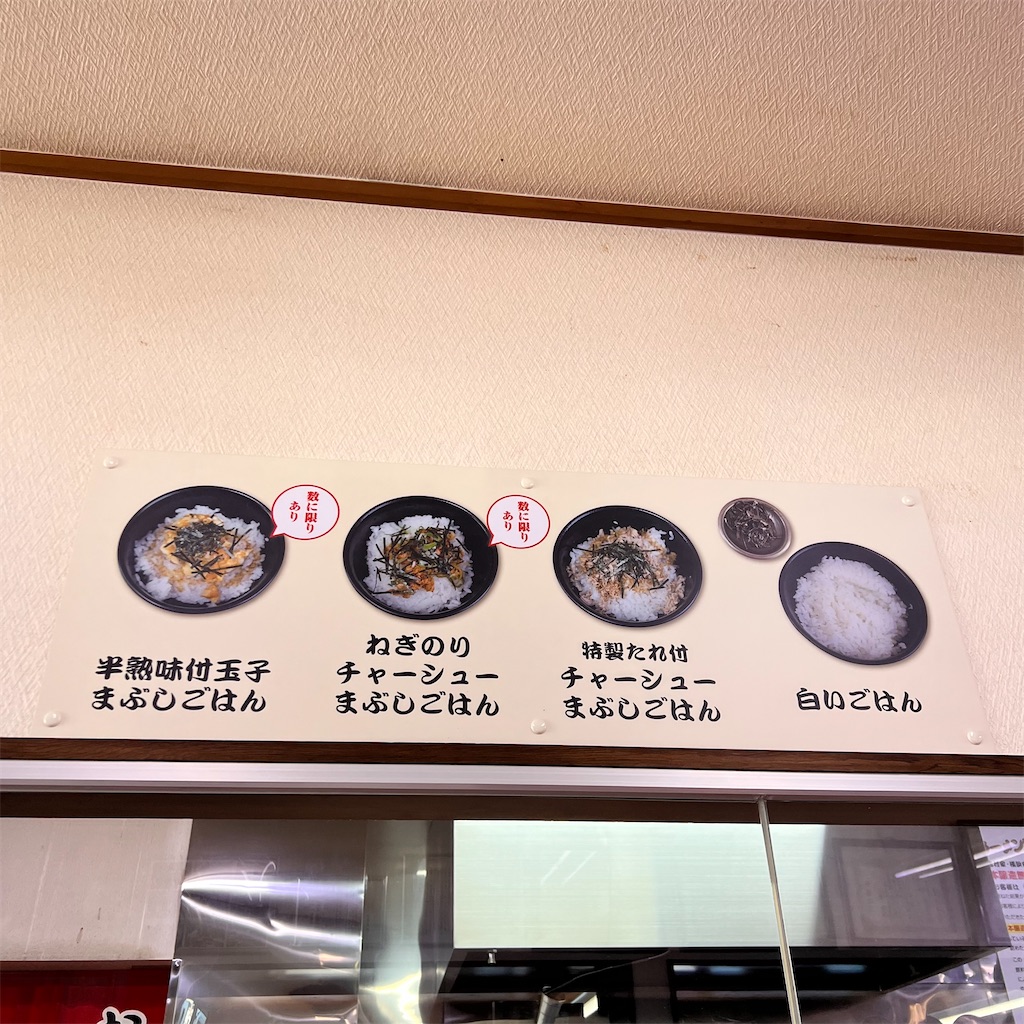 数に限り
あり
数に限り
あり
半熟味付玉子
まぶしごはん
ねぎのり
チャーシュー
まぶしごはん
特製たれ付
チャーシュー
まぶしごはん
白いごはん